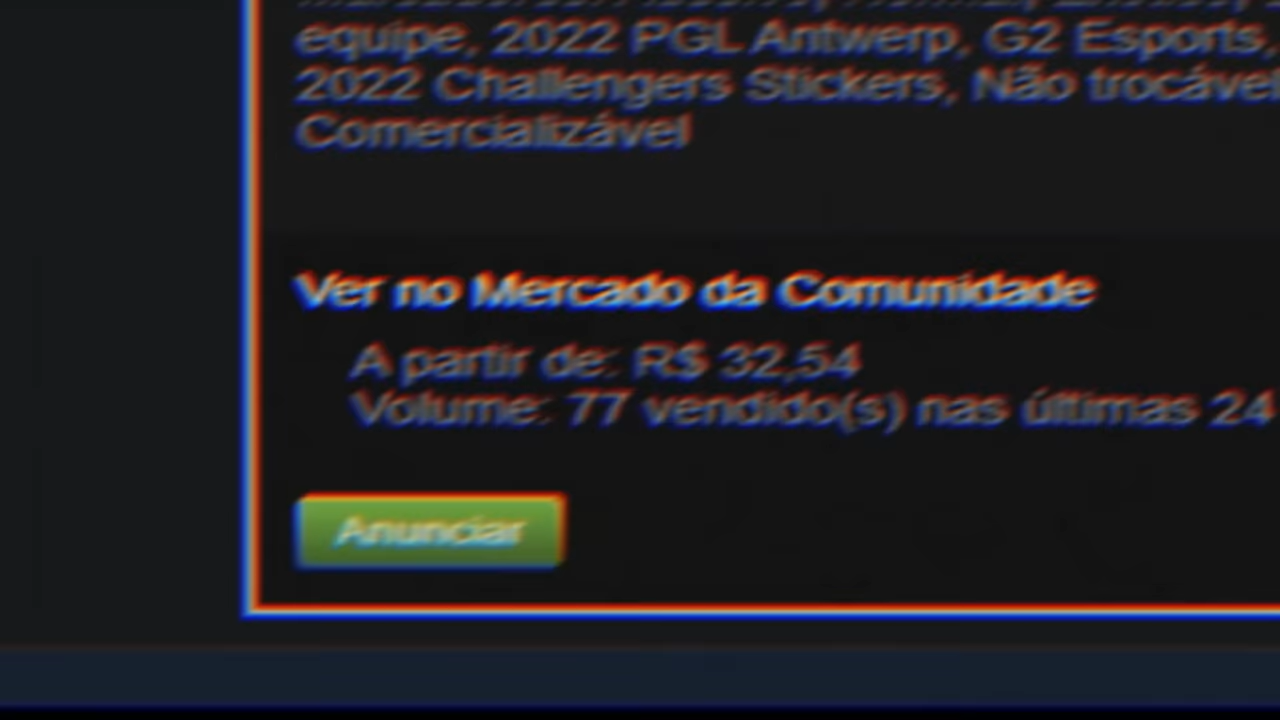 equipe, 2022 PGL Antwerp, G2 Esports,
2022 Challengers Stickers, Não trocável
Comercializável
Ver no Mercado da Comunidade
A partir de: R$ 32,54
Volume: 77 vendido(s) nas últimas 24
Anunciar